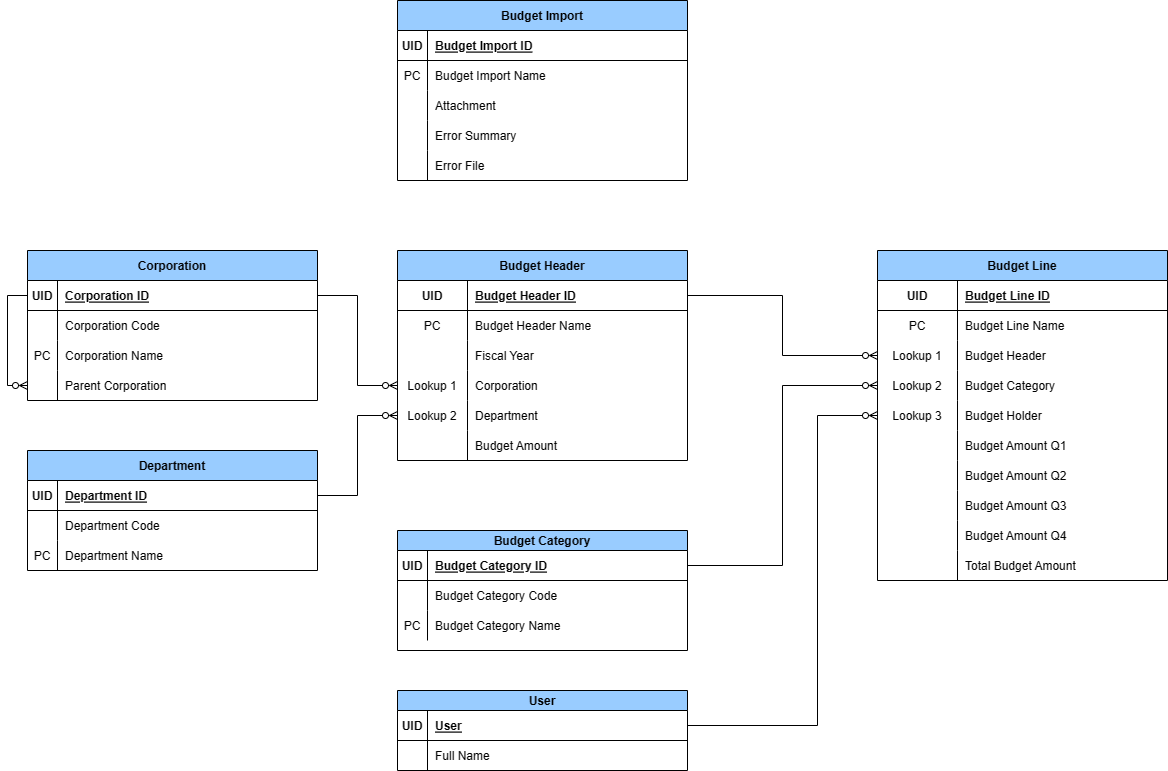 Budget Import
UID Budget Import ID
PC Budget Import Name
Attachment
Error Summary
Error File
Corporation
UID Corporation ID
Corporation Code
PC Corporation Name
Parent Corporation
Budget Header
UID Budget Header ID
PC Budget Header Name
Fiscal Year
Lookup 1 Corporation
Lookup 2 Department
Budget Amount
Budget Line
UID Budget Line ID
PC Budget Line Name
Lookup 1 Budget Header
Lookup 2 Budget Category
Lookup 3 Budget Holder
Budget Amount Q1
Budget Amount Q2
Budget Amount Q3
Budget Amount Q4
Total Budget Amount
Department
UID Department ID
Department Code
PC Department Name
Budget Category
UID Budget Category ID
Budget Category Code
PC Budget Category Name
User
UID User
Full Name